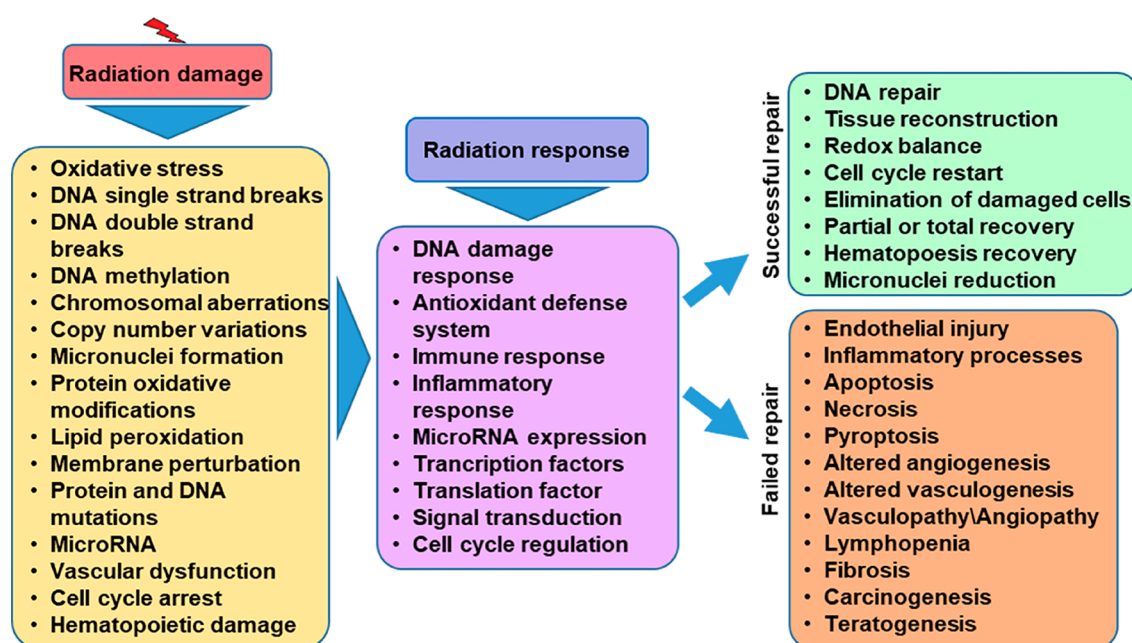 Radiation damage
• Oxidative stress
• DNA single strand breaks
• DNA double strand
breaks
• DNA methylation
• Chromosomal aberrations
• Copy number variations
• Micronuclei formation
• Protein oxidative
modifications
• Lipid peroxidation
• Membrane perturbation
• Protein and DNA
mutations
• MicroRNA
• Vascular dysfunction
• Cell cycle arrest
• Hematopoietic damage
Radiation response
• DNA damage
response
• Antioxidant defense
system
• Immune response
• Inflammatory
response
• MicroRNA expression
• Trancription factors
• Translation factor
• Signal transduction
• Cell cycle regulation
Successful repair
• DNA repair
• Tissue reconstruction
• Redox balance
• Cell cycle restart
• Elimination of damaged cells
• Partial or total recovery
• Hematopoesis recovery
• Micronuclei reduction
Failed repair
• Endothelial injury
• Inflammatory processes
• Apoptosis
• Necrosis
• Pyroptosis
• Altered angiogenesis
• Altered vasculogenesis
• Vasculopathy\Angiopathy
• Lymphopenia
• Fibrosis
• Carcinogenesis
• Teratogenesis